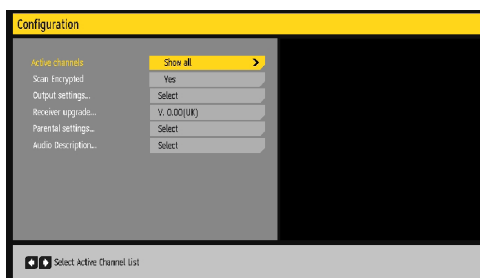 Configuration
Active channels Show all
Scan Encrypted Yes
Output settings... Select
Receiver upgrade... V. 0.00(UK)
Parental settings... Select
Audio Description... Select
Select Active Channel List